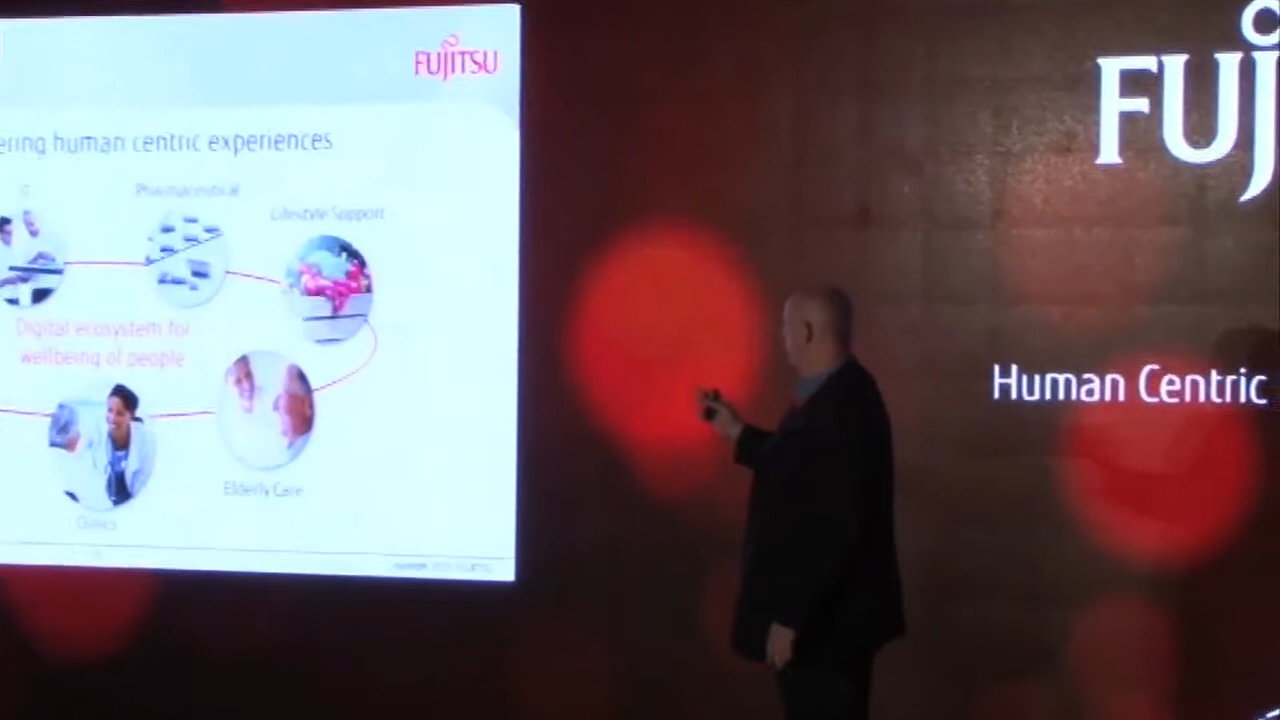 FUJITSU
ering human centric experiences
Pharmaceutical
Lifestyle Support
Digital ecosystem for
wellbeing of people
Elderly Care
Clinics
FUJ
Human Centric